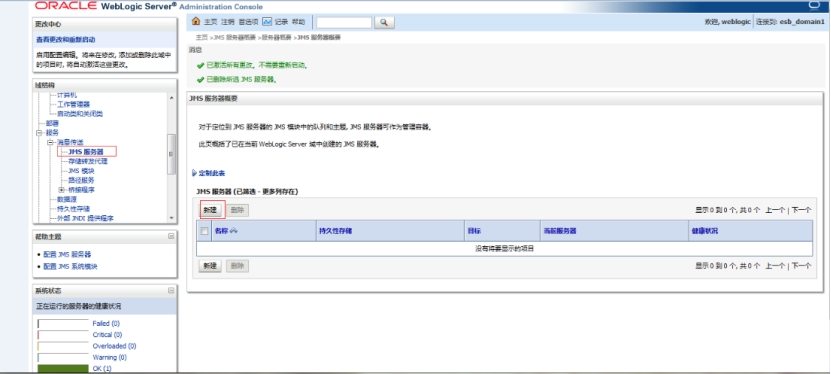 ORACLE WebLogic Server® Administration Console
更改中心
查看更改和重新启动
启用配置编辑。将来在修改, 添加或删除此域中的项目时, 将自动激活这些更改。
域结构
计算机
工作管理器
启动类和关闭类
部署
服务
消息传送
JMS 服务器
存储转发代理
JMS 模块
路径服务
桥接程序
数据源
持久性存储
外部 JNDI 提供程序
帮助主题
配置 JMS 服务器
配置 JMS 系统模块
系统状态
正在运行的服务器的健康状况
Failed (0)
Critical (0)
Overloaded (0)
Warning (0)
OK (1)
主页 注销 首选项 记录 帮助
欢迎, weblogic 连接到: esb_domain1
主页 >JMS 服务器概要 >服务器概要 >JMS 服务器概要
消息
已激活所有更改。不需要重新启动。
已删除所选 JMS 服务器。
JMS 服务器概要
对于定位到 JMS 服务器的 JMS 模块中的队列和主题, JMS 服务器可作为管理容器。
此页概括了已在当前 WebLogic Server 域中创建的 JMS 服务器。
定制此表
JMS 服务器 (已筛选 - 更多列存在)
新建 删除 显示 0 到 0 个, 共 0 个 上一个 | 下一个
名称 持久性存储 目标 当前服务器 健康状况
没有将要显示的项目
新建 删除 显示 0 到 0 个, 共 0 个 上一个 | 下一个